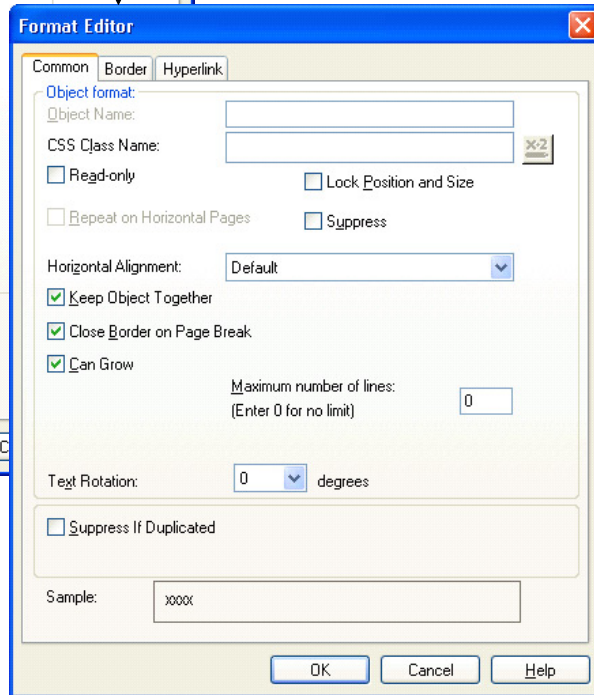 Format Editor
Common Border Hyperlink
Object format:
Object Name:
CSS Class Name:
x·2
Read-only
Lock Position and Size
Repeat on Horizontal Pages
Suppress
Horizontal Alignment: Default
Keep Object Together
Close Border on Page Break
Can Grow
Maximum number of lines:
(Enter 0 for no limit)
0
C
Text Rotation: 0 degrees
Suppress If Duplicated
Sample: xxxx
OK Cancel Help